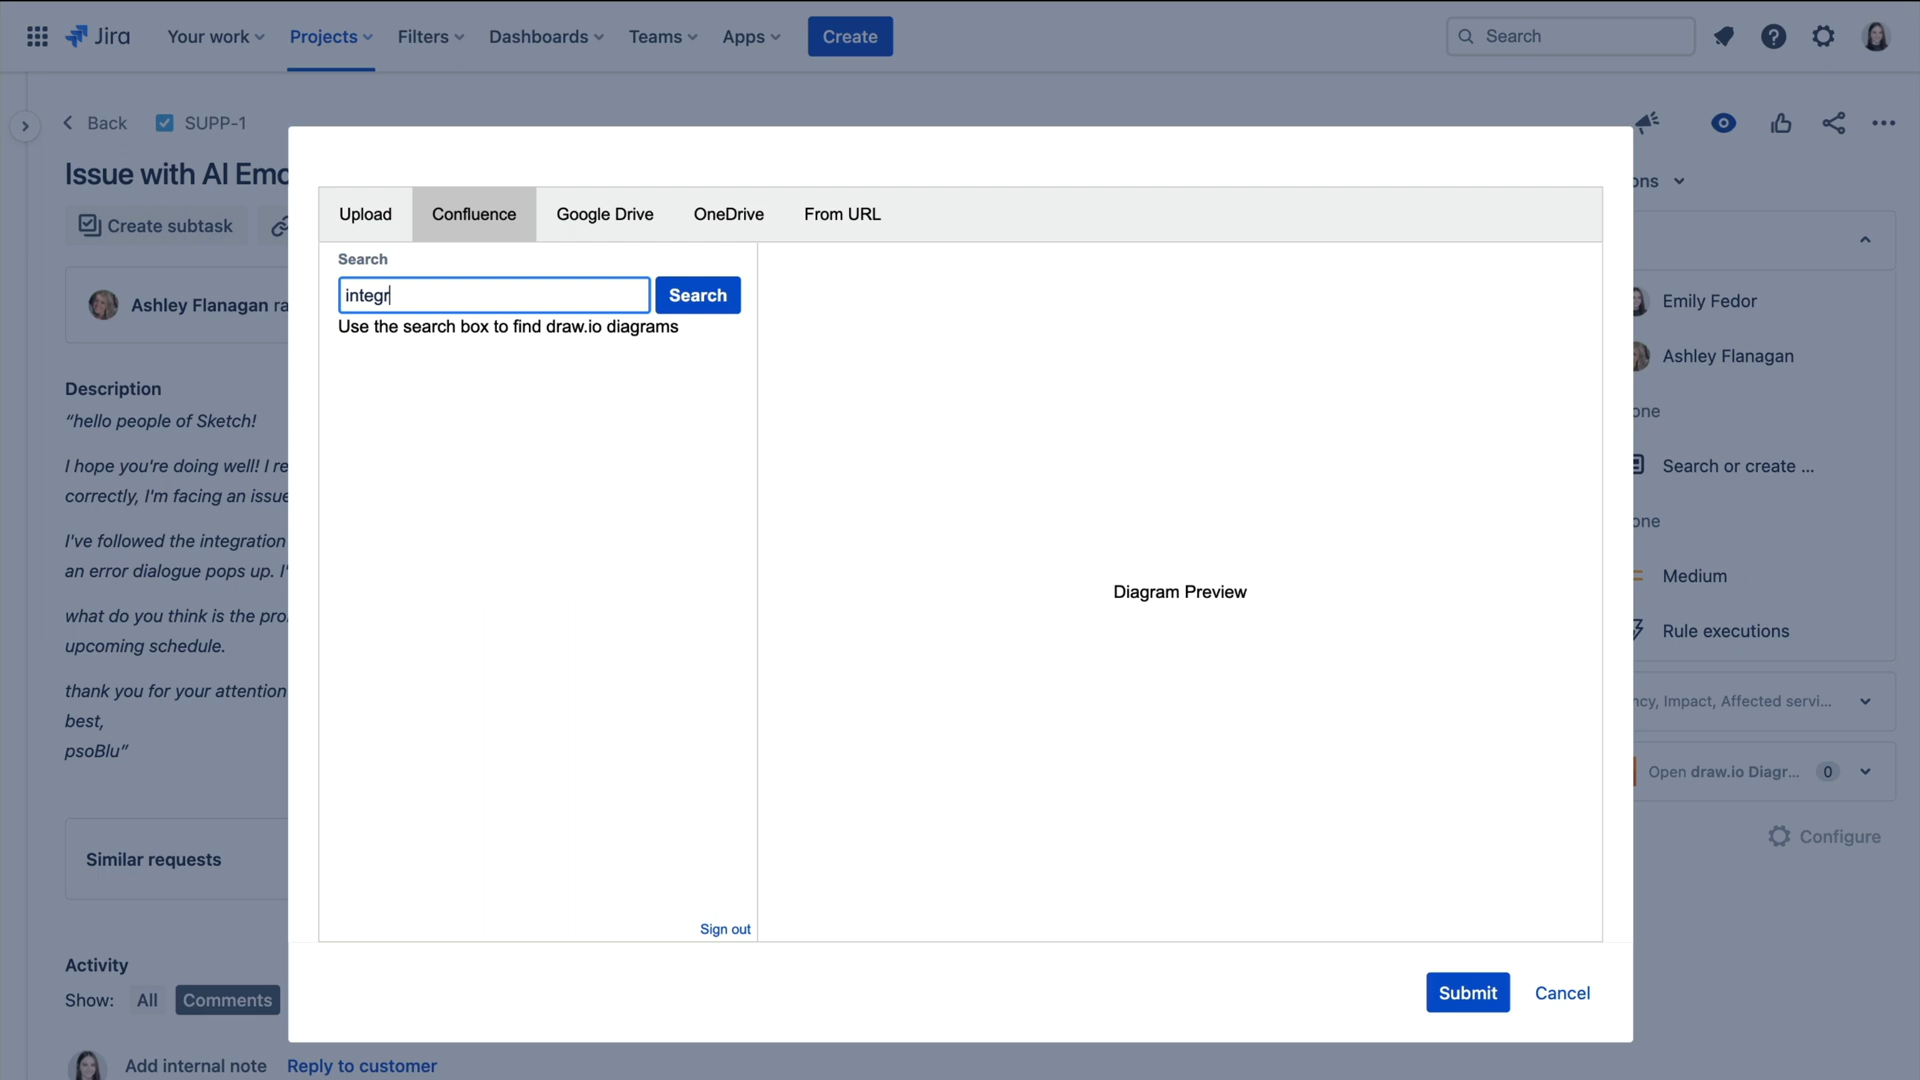 Jira
Your work
Projects
Filters
Dashboards
Teams
Apps
Create
Search
Back
SUPP-1
Issue with AI Emo
Create subtask
Ashley Flanagan ra
Description
“hello people of Sketch!
I hope you're doing well! I re
correctly, I'm facing an issue
I've followed the integration
an error dialogue pops up. I'
what do you think is the pro
upcoming schedule.
thank you for your attention
best,
psoBlu”
Similar requests
Activity
Show:
All
Comments
Add internal note
Reply to customer
Upload
Confluence
Google Drive
OneDrive
From URL
Search
integr
Search
Use the search box to find draw.io diagrams
Sign out
Diagram Preview
Submit
Cancel
ons
Emily Fedor
Ashley Flanagan
one
Search or create ...
one
Medium
Rule executions
ncy, Impact, Affected servi...
Open draw.io Diagr...
0
Configure